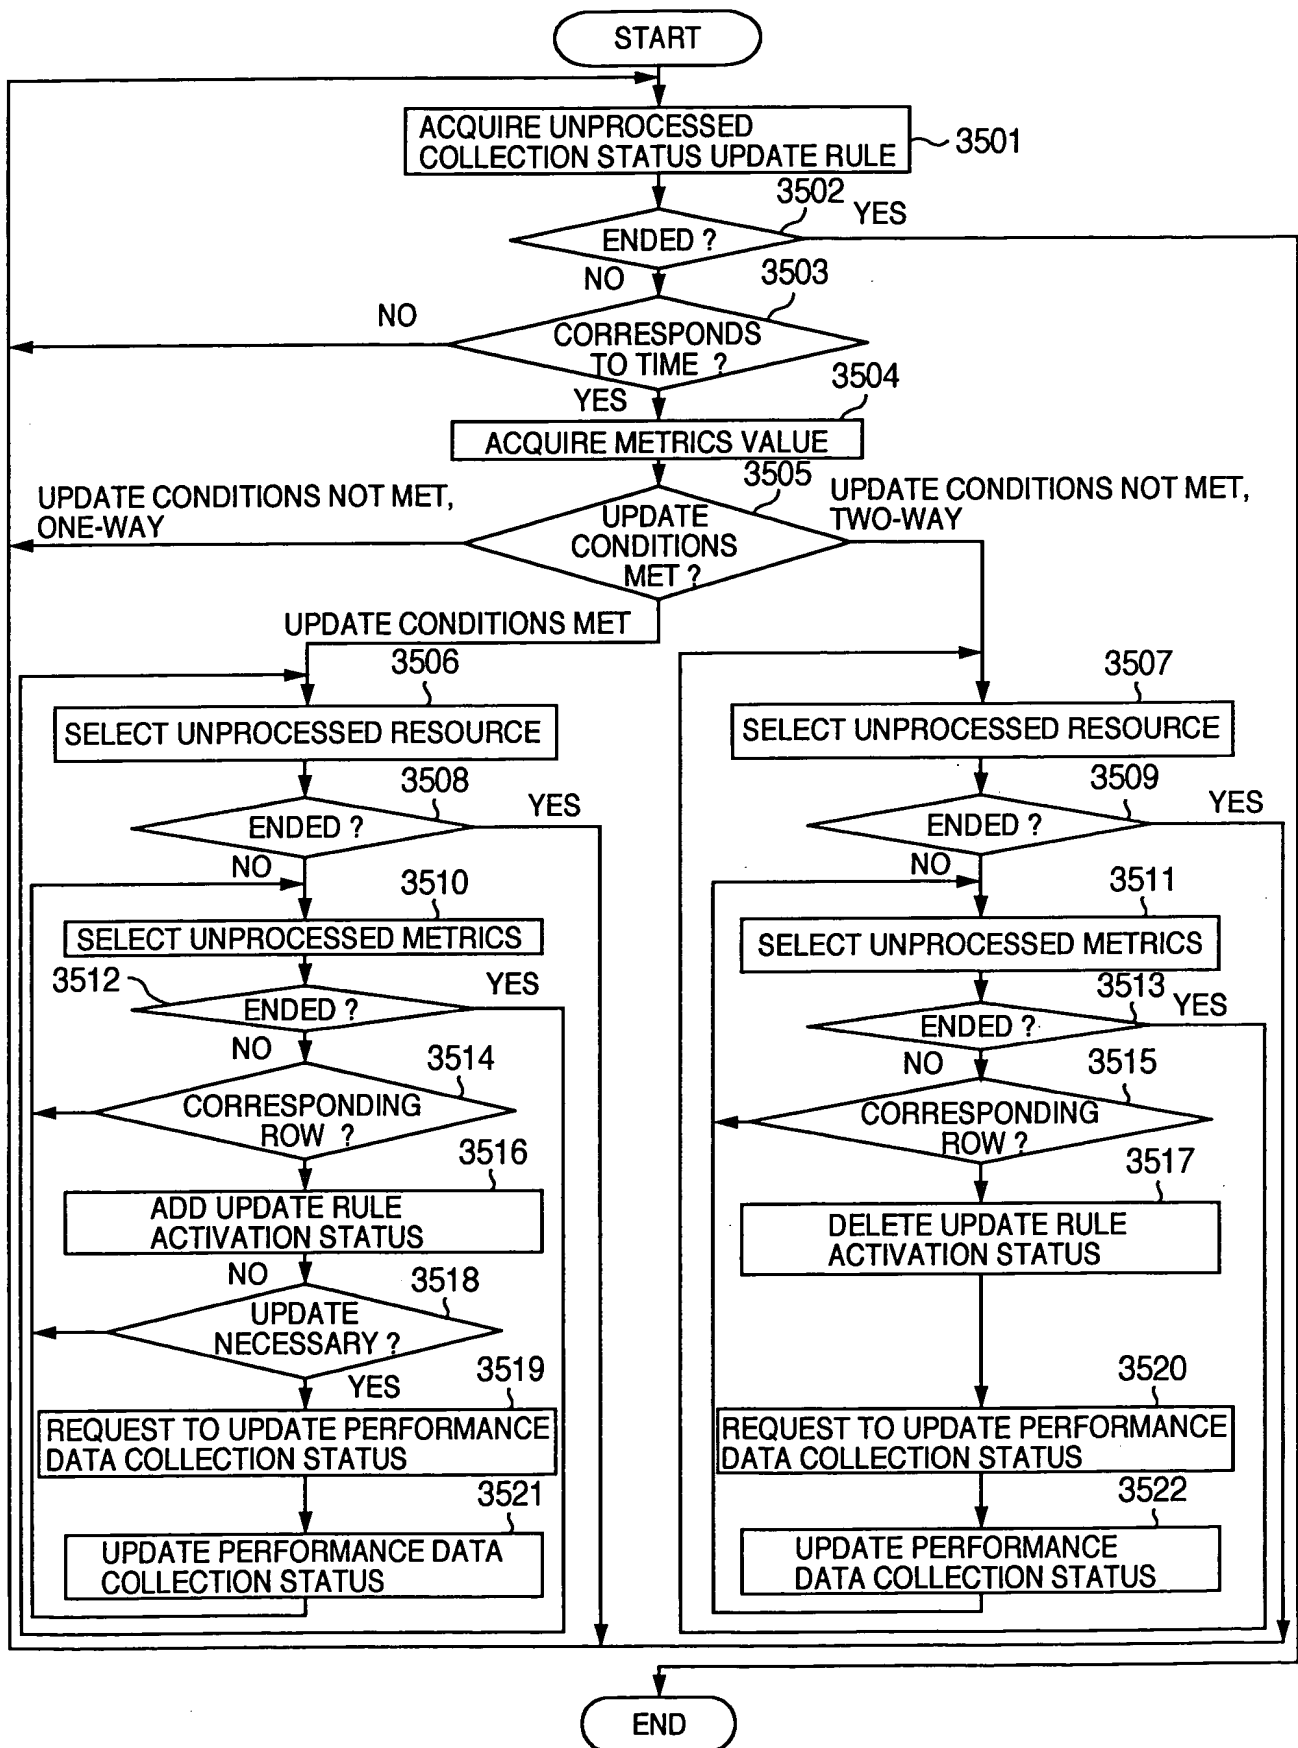 START
ACQUIRE UNPROCESSED
COLLECTION STATUS UPDATE RULE
3501
3502
YES
ENDED ?
NO
3503
NO
CORRESPONDS
TO TIME ?
YES
3504
ACQUIRE METRICS VALUE
3505
UPDATE CONDITIONS NOT MET,
ONE-WAY
UPDATE
CONDITIONS
MET ?
UPDATE CONDITIONS NOT MET,
TWO-WAY
UPDATE CONDITIONS MET
3506
SELECT UNPROCESSED RESOURCE
3508
YES
ENDED ?
NO
3510
SELECT UNPROCESSED METRICS
3512
YES
ENDED ?
NO
3514
CORRESPONDING
ROW ?
3516
ADD UPDATE RULE
ACTIVATION STATUS
NO
3518
UPDATE
NECESSARY ?
YES
3519
REQUEST TO UPDATE PERFORMANCE
DATA COLLECTION STATUS
3521
UPDATE PERFORMANCE DATA
COLLECTION STATUS
3507
SELECT UNPROCESSED RESOURCE
3509
YES
ENDED ?
NO
3511
SELECT UNPROCESSED METRICS
3513
YES
ENDED ?
NO
3515
CORRESPONDING
ROW ?
3517
DELETE UPDATE RULE
ACTIVATION STATUS
3520
REQUEST TO UPDATE PERFORMANCE
DATA COLLECTION STATUS
3522
UPDATE PERFORMANCE
DATA COLLECTION STATUS
END